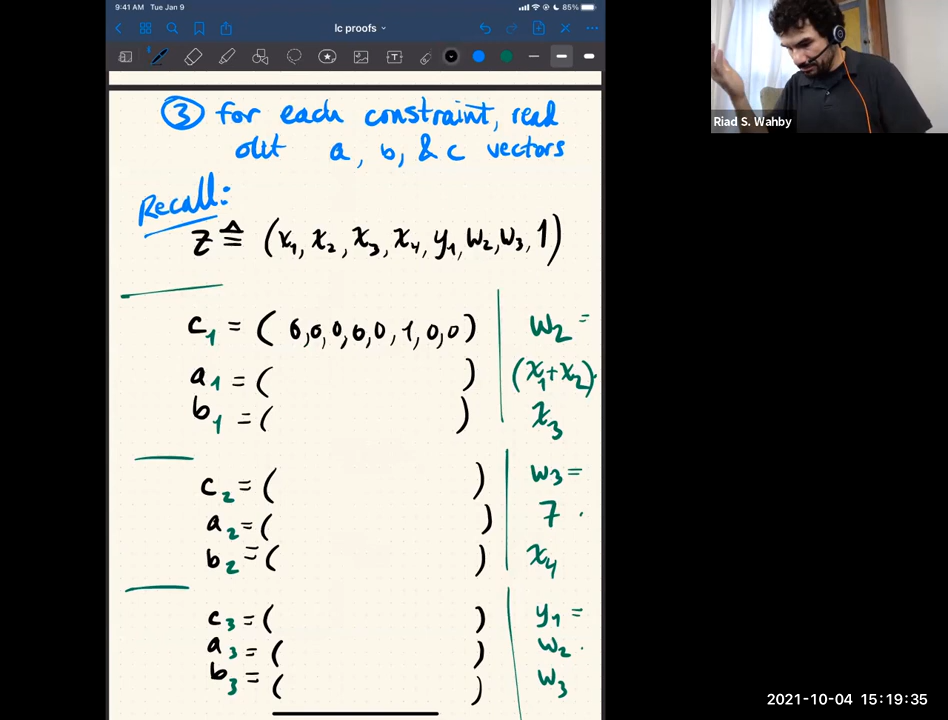 9:41 AM Tue Jan 9
85%
lc proofs
③ for each constraint, read
out a, b, & c vectors
Recall:
z ≜ (x₁, x₂, x₃, x₄, y₁, w₂, w₃, 1)
c₁ = ( 0,0,0,0,0,1,0,0)
w₂ =
a₁ = ( )
(x₁+x₂)·
b₁ = ( )
x₃
c₂ = ( )
w₃ =
a₂ = ( )
7 ·
b₂ = ( )
x₄
c₃ = ( )
y₁ =
a₃ = ( )
w₂ ·
b₃ = ( )
w₃
Riad S. Wahby
2021-10-04 15:19:35